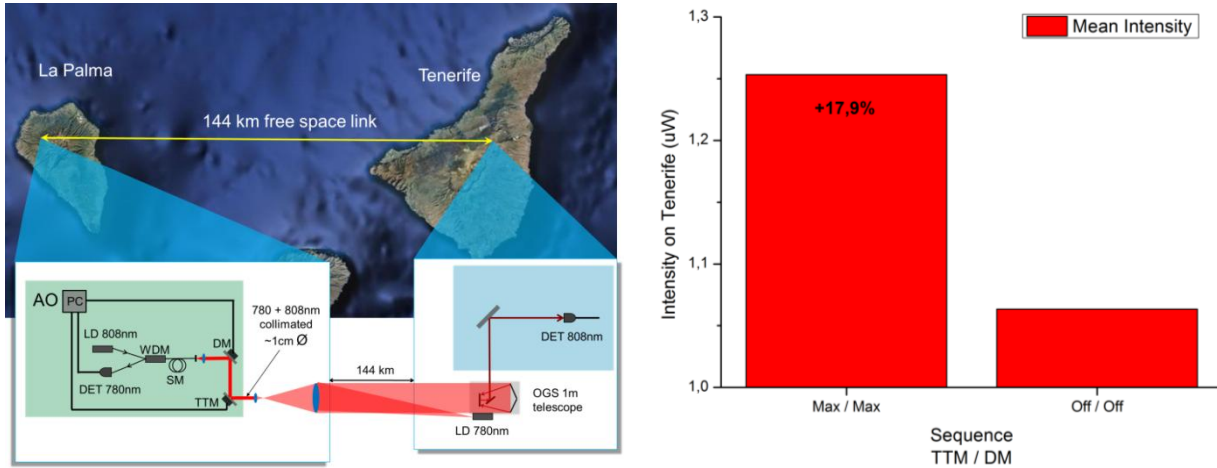 La Palma
Tenerife
144 km free space link
AO
PC
LD 808nm
WDM
DM
DET 780nm
SM
TTM
780 + 808nm
collimated
~1cm Ø
144 km
DET 808nm
OGS 1m
telescope
LD 780nm
Intensity on Tenerife (uW)
1,3
1,2
1,1
1,0
Mean Intensity
+17,9%
Max / Max
Off / Off
Sequence
TTM / DM